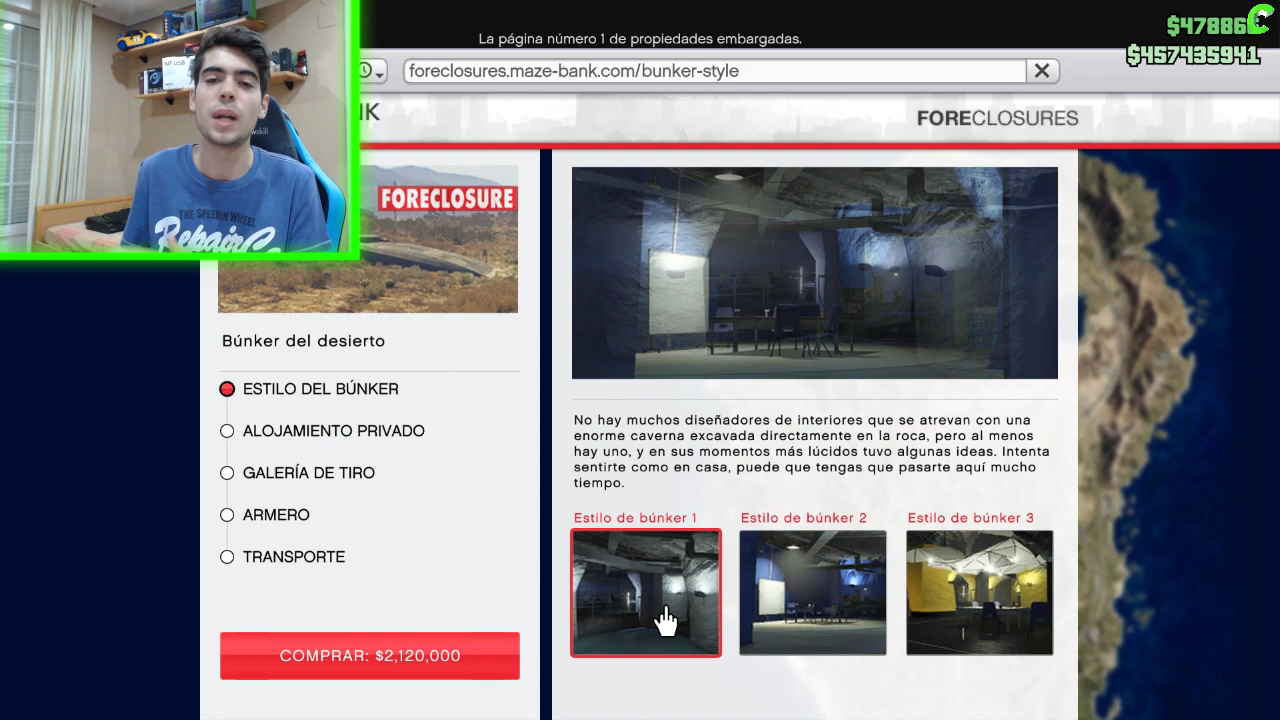 $47886
$457435941
La página número 1 de propiedades embargadas.
foreclosures.maze-bank.com/bunker-style
NK
FORECLOSURES
NT-USB
THE SPEEDIN' WHEEL
FORECLOSURE
Búnker del desierto
ESTILO DEL BÚNKER
ALOJAMIENTO PRIVADO
GALERÍA DE TIRO
ARMERO
TRANSPORTE
COMPRAR: $2,120,000
No hay muchos diseñadores de interiores que se atrevan con una
enorme caverna excavada directamente en la roca, pero al menos
hay uno, y en sus momentos más lúcidos tuvo algunas ideas. Intenta
sentirte como en casa, puede que tengas que pasarte aquí mucho
tiempo.
Estilo de búnker 1
Estilo de búnker 2
Estilo de búnker 3